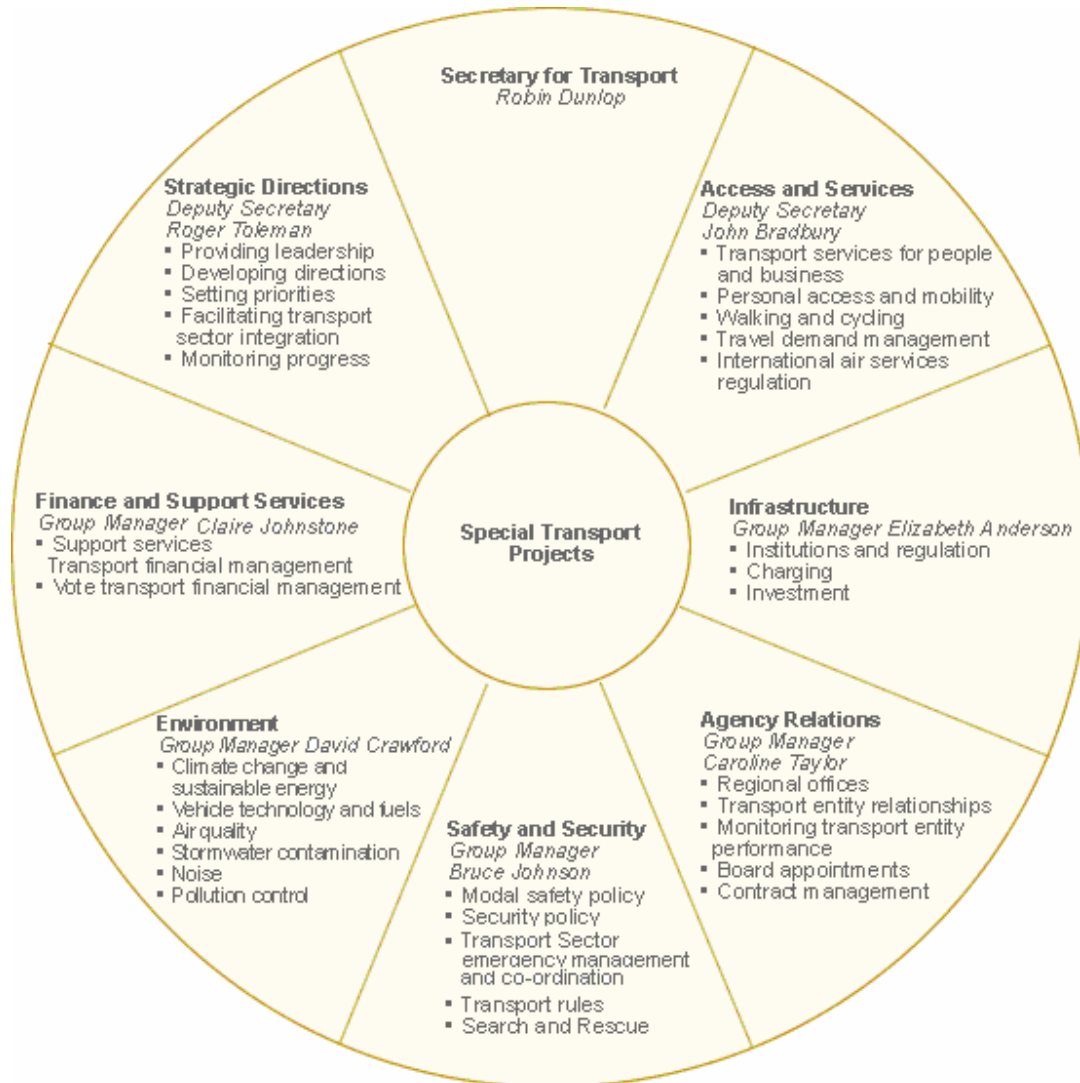 Secretary for Transport
Robin Dunlop
Strategic Directions
Deputy Secretary
Roger Toleman
▪ Providing leadership
▪ Developing directions
▪ Setting priorities
▪ Facilitating transport
sector integration
▪ Monitoring progress
Access and Services
Deputy Secretary
John Bradbury
▪ Transport services for people
and business
▪ Personal access and mobility
▪ Walking and cycling
▪ Travel demand management
▪ International air services
regulation
Finance and Support Services
Group Manager Claire Johnstone
▪ Support services
Transport financial management
▪ Vote transport financial management
Special Transport
Projects
Infrastructure
Group Manager Elizabeth Anderson
▪ Institutions and regulation
▪ Charging
▪ Investment
Environment
Group Manager David Crawford
▪ Climate change and
sustainable energy
▪ Vehicle technology and fuels
▪ Air quality
▪ Stormwater contamination
▪ Noise
▪ Pollution control
Safety and Security
Group Manager
Bruce Johnson
▪ Modal safety policy
▪ Security policy
▪ Transport Sector
emergency management
and co-ordination
▪ Transport rules
▪ Search and Rescue
Agency Relations
Group Manager
Caroline Taylor
▪ Regional offices
▪ Transport entity relationships
▪ Monitoring transport entity
performance
▪ Board appointments
▪ Contract management